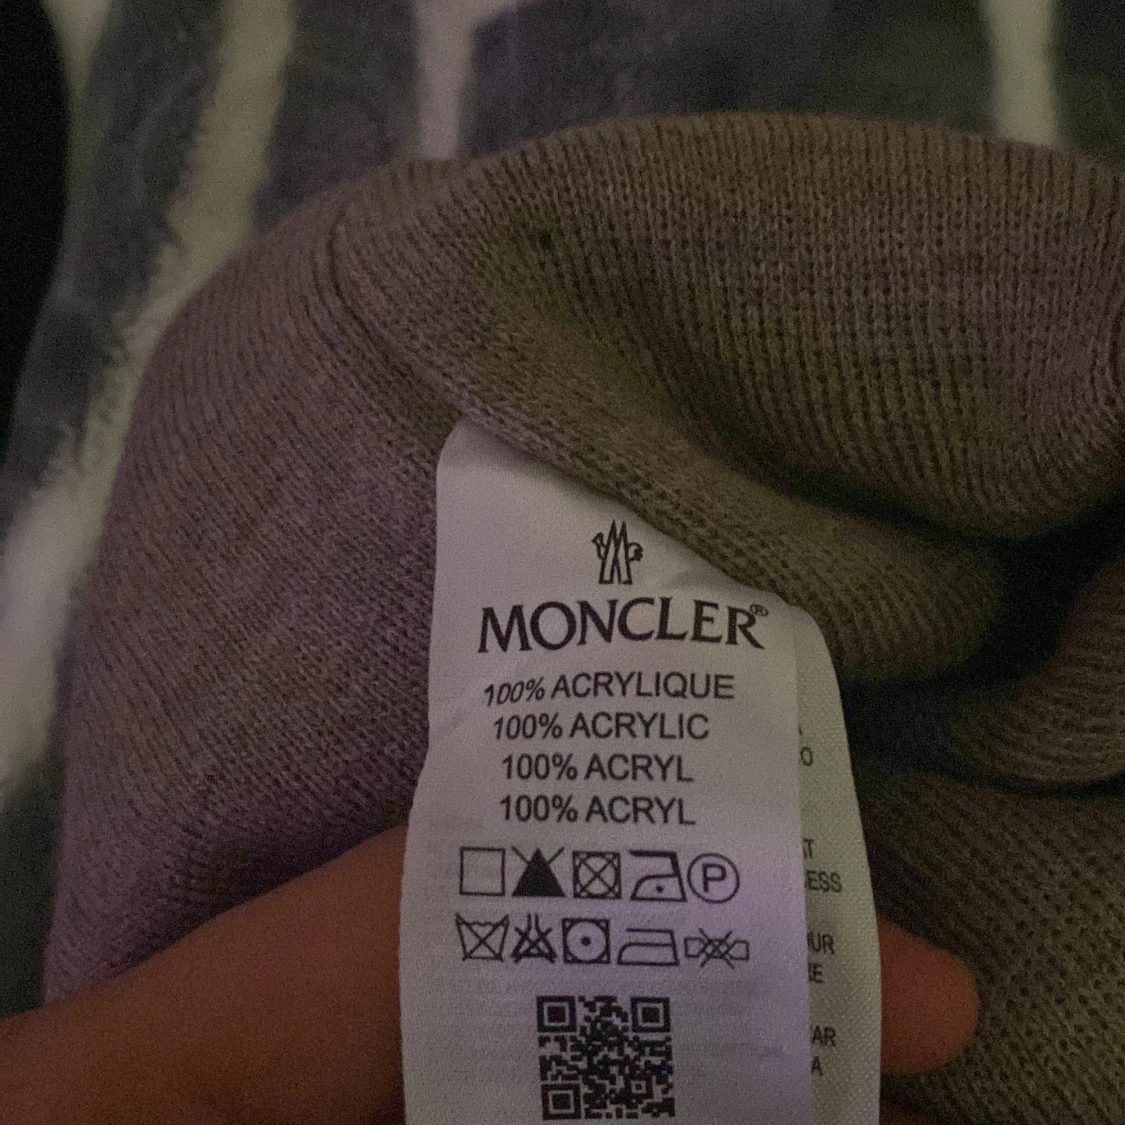 MONCLER®
100% ACRYLIQUE
100% ACRYLIC
100% ACRYL
100% ACRYL
P